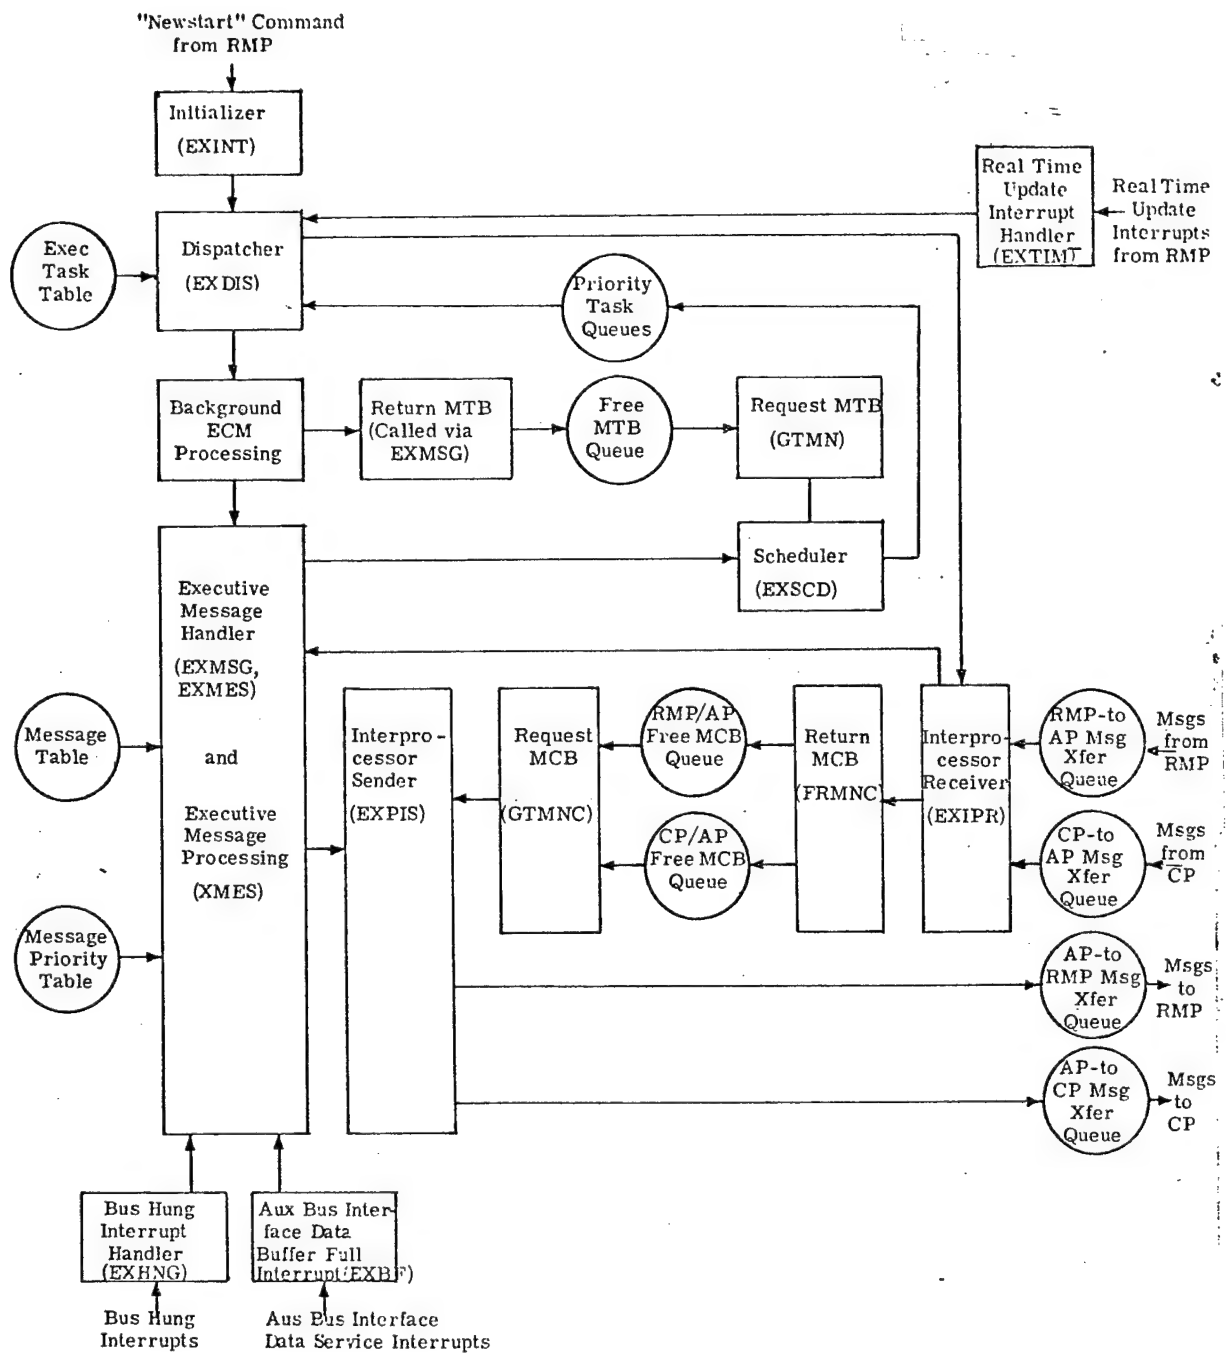 "Newstart" Command
from RMP
Initializer
(EXINT)
Real Time
Update
Interrupt
Handler
(EXTIM)
Real Time
Update
Interrupts
from RMP
Exec
Task
Table
Dispatcher
(EXDIS)
Priority
Task
Queues
Background
ECM
Processing
Return MTB
(Called via
EXMSG)
Free
MTB
Queue
Request MTB
(GTMN)
Scheduler
(EXSCD)
Executive
Message
Handler
(EXMSG,
EXMES)
and
Executive
Message
Processing
(XMES)
Message
Table
Message
Priority
Table
Interpro-
cessor
Sender
(EXPIS)
Request
MCB
(GTMNC)
RMP/AP
Free MCB
Queue
CP/AP
Free MCB
Queue
Return
MCB
(FRMNC)
Interpro-
cessor
Receiver
(EXIPR)
RMP-to
AP Msg
Xfer
Queue
Msgs
from
RMP
CP-to
AP Msg
Xfer
Queue
Msgs
from
CP
AP-to
RMP Msg
Xfer
Queue
Msgs
to
RMP
AP-to
CP Msg
Xfer
Queue
Msgs
to
CP
Bus Hung
Interrupt
Handler
(EXHNG)
Aux Bus Inter-
face Data
Buffer Full
Interrupt(EXBF)
Bus Hung
Interrupts
Aus Bus Interface
Data Service Interrupts